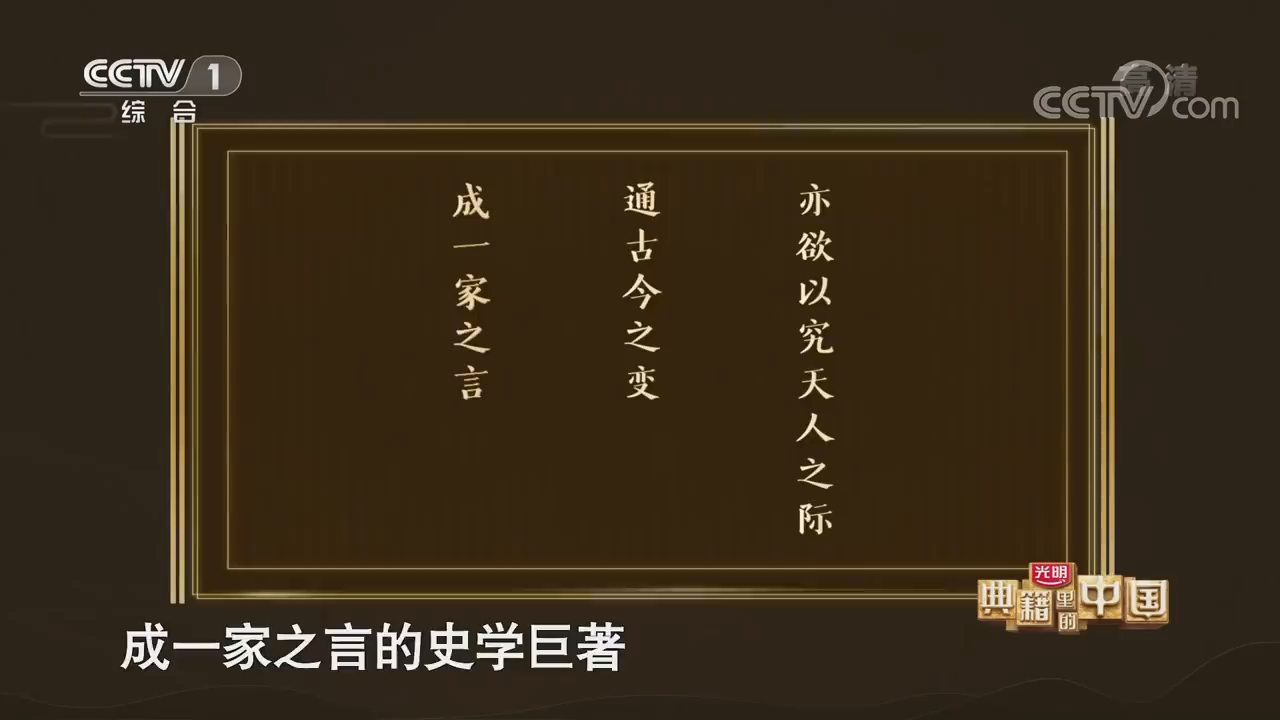 CCTV 1
综合
高清
CCTV com
亦欲以究天人之际
通古今之变
成一家之言
光明
典籍里的中国
成一家之言的史学巨著